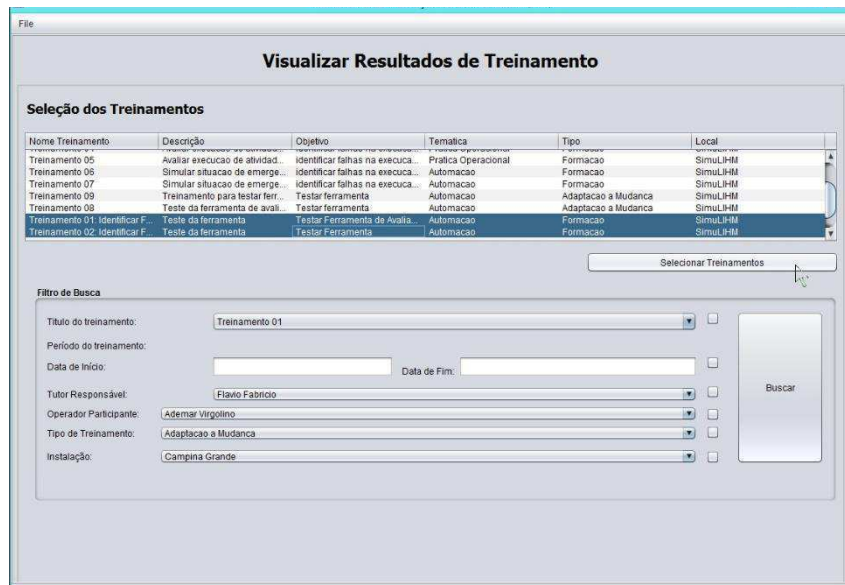 File
Visualizar Resultados de Treinamento
Seleção dos Treinamentos
Nome Treinamento Descrição Objetivo Tematica Tipo Local
Treinamento 05 Avaliar execucao de atividad... identificar falhas na execuca... Pratica Operacional Formacao SimuLIHM
Treinamento 06 Simular situacao de emerge... identificar falhas na execuca... Automacao Formacao SimuLIHM
Treinamento 07 Simular situacao de emerge... identificar falhas na execuca... Automacao Formacao SimuLIHM
Treinamento 09 Treinamento para testar ferr... Testar ferramenta Automacao Adaptacao a Mudanca SimuLIHM
Treinamento 08 Teste da ferramenta de avali... Testar ferramenta Automacao Adaptacao a Mudanca SimuLIHM
Treinamento 01: Identificar F... Teste da ferramenta Testar Ferramenta de Avalia... Automacao Formacao SimuLIHM
Treinamento 02: Identificar F... Teste da ferramenta Testar Ferramenta Automacao Formacao SimuLIHM
Selecionar Treinamentos
Filtro de Busca
Título do treinamento: Treinamento 01
Período do treinamento:
Data de Início: Data de Fim:
Tutor Responsável: Flavio Fabricio
Buscar
Operador Participante: Ademar Virgolino
Tipo de Treinamento: Adaptacao a Mudanca
Instalação: Campina Grande